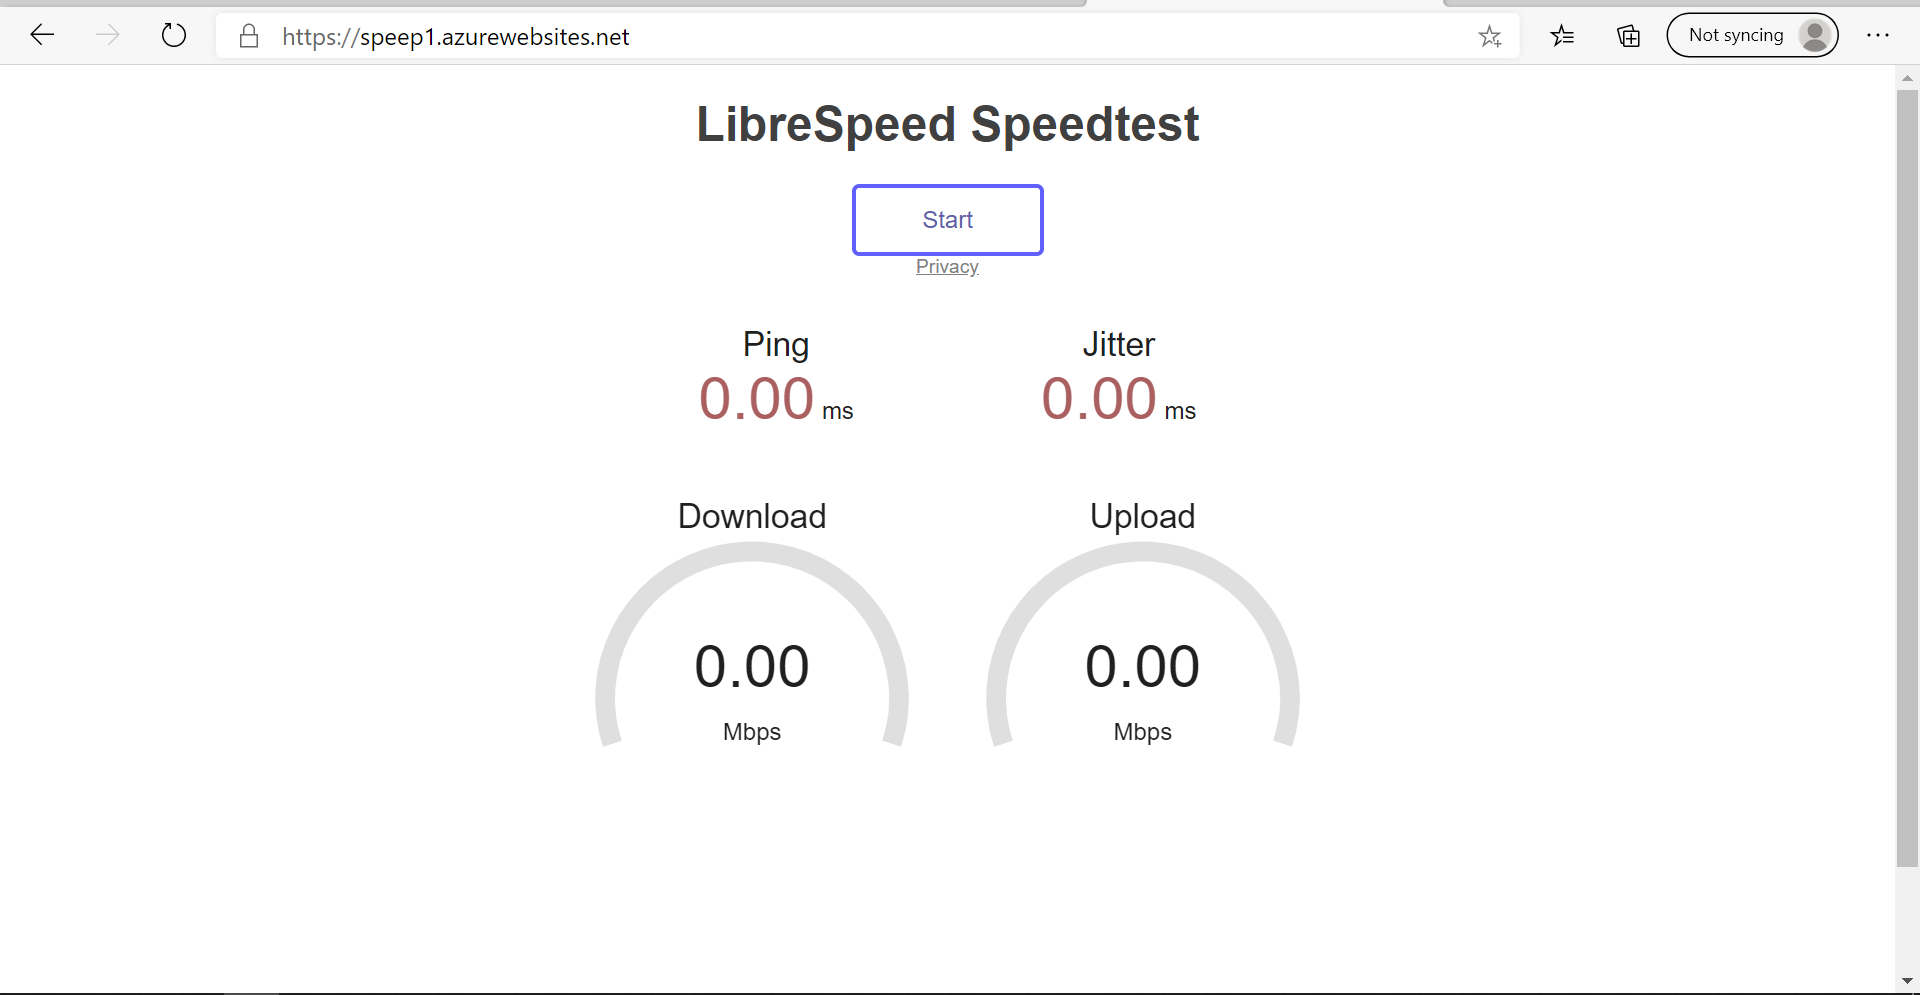 https://speep1.azurewebsites.net
Not syncing
LibreSpeed Speedtest
Start
Privacy
Ping
Jitter
0.00 ms
0.00 ms
Download
Upload
0.00
0.00
Mbps
Mbps